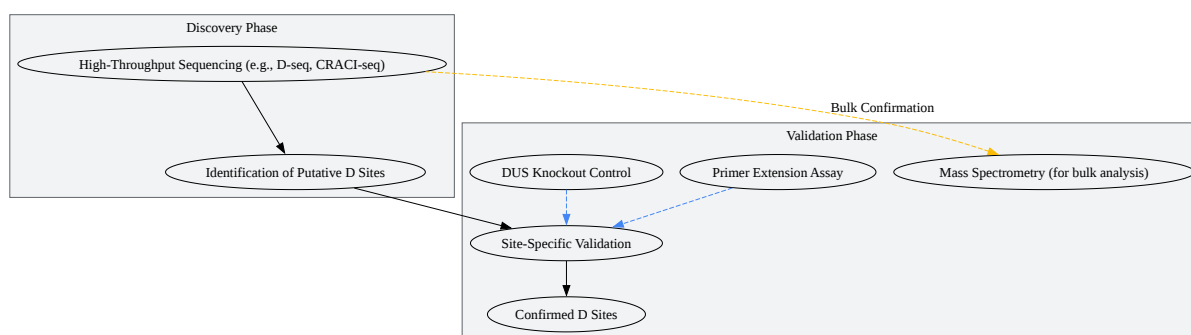 Discovery Phase
High-Throughput Sequencing (e.g., D-seq, CRACI-seq)
Bulk Confirmation
Validation Phase
Identification of Putative D Sites
DUS Knockout Control
Primer Extension Assay
Mass Spectrometry (for bulk analysis)
Site-Specific Validation
Confirmed D Sites